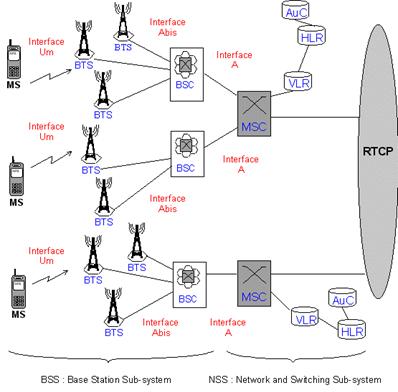 AuC
BTS
Interface
Abis
HLR
Interface
Um
BTS
Interface
A
MS
BSC
VLR
BTS
MSC
RTCP
Interface
Um
BTS
BSC
Interface
A
MS
BTS
Interface
Abis
Interface
Um
BTS
BTS
MSC
AuC
BSC
VLR
HLR
MS
BTS
Interface
Abis
Interface
A
BSS : Base Station Sub-system
NSS : Network and Switching Sub-system